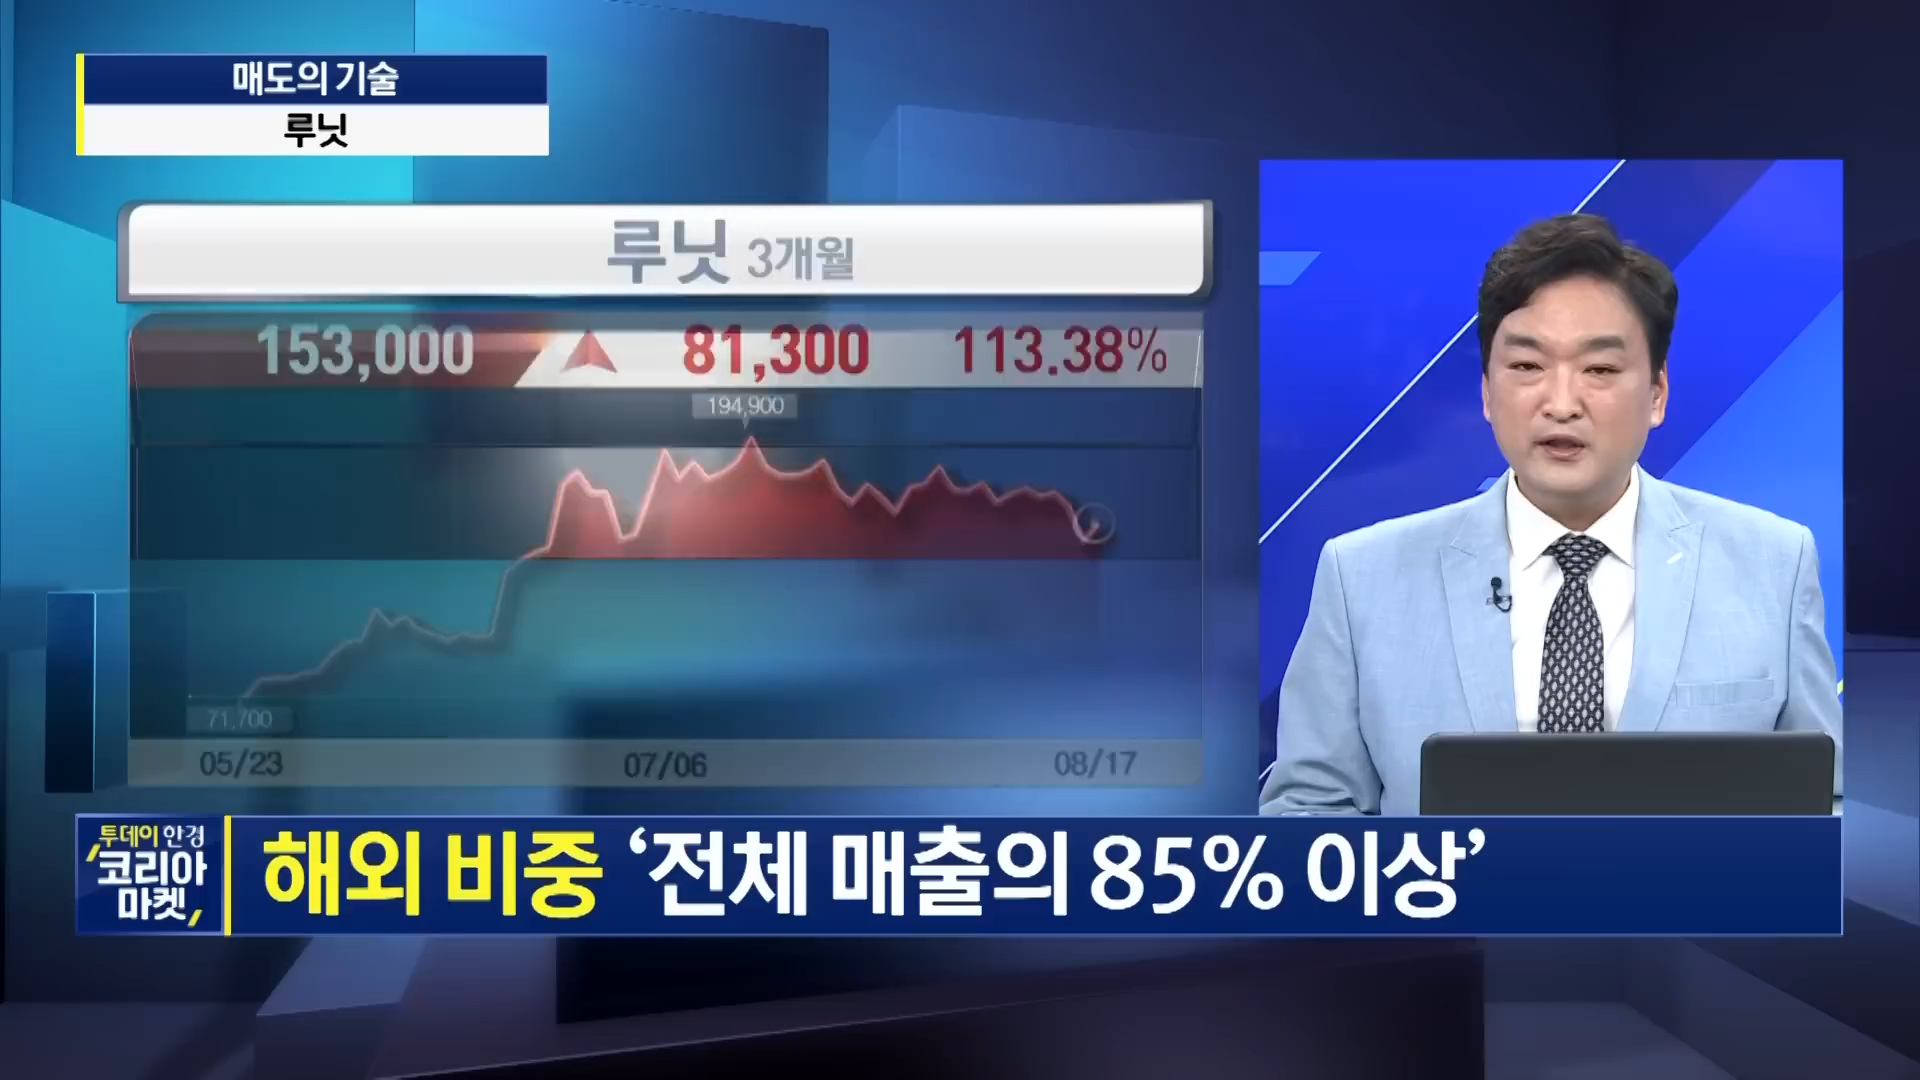 매도의 기술
루닛
루닛 3개월
153,000 ▲ 81,300 113.38%
194,900
71,700
05/23 07/06 08/17
투데이 한경
코리아
마켓
해외 비중 ‘전체 매출의 85% 이상’